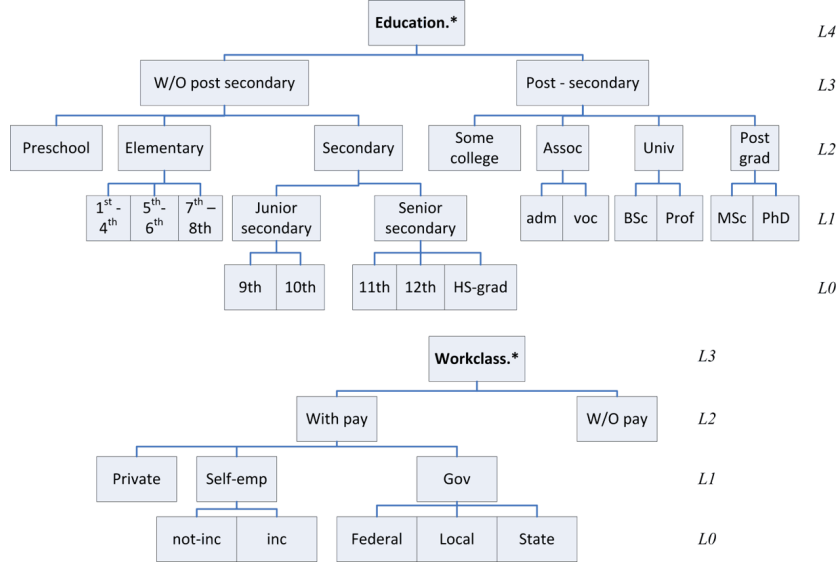 Education.*
L4
W/O post secondary
Post - secondary
L3
Preschool
Elementary
Secondary
Some
college
Assoc
Univ
Post
grad
L2
1st -
4th
5th-
6th
7th –
8th
Junior
secondary
Senior
secondary
adm
voc
BSc
Prof
MSc
PhD
L1
9th
10th
11th
12th
HS-grad
L0
Workclass.*
L3
With pay
W/O pay
L2
Private
Self-emp
Gov
L1
not-inc
inc
Federal
Local
State
L0